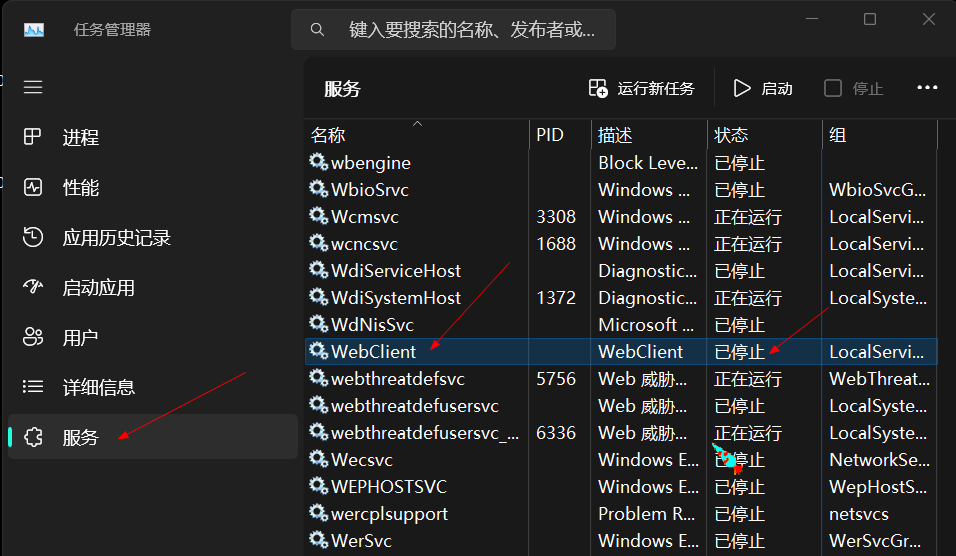 任务管理器
键入要搜索的名称、发布者或...
服务
运行新任务
启动
停止
进程
性能
应用历史记录
启动应用
用户
详细信息
服务
名称 PID 描述 状态 组
wbengine Block Leve... 已停止
WbioSrvc Windows ... 已停止 WbioSvcG...
Wcmsvc 3308 Windows ... 正在运行 LocalServi...
wcncsvc 1688 Windows ... 正在运行 LocalServi...
WdiServiceHost Diagnostic... 已停止 LocalServi...
WdiSystemHost 1372 Diagnostic... 正在运行 LocalSyste...
WdNisSvc Microsoft ... 已停止
WebClient WebClient 已停止 LocalServi...
webthreatdefsvc 5756 Web 威胁... 正在运行 WebThreat...
webthreatdefusersvc Web 威胁... 已停止 LocalSyste...
webthreatdefusersvc_... 6336 Web 威胁... 正在运行 LocalSyste...
Wecsvc Windows E... 已停止 NetworkSe...
WEPHOSTSVC Windows E... 已停止 WepHostS...
wercplsupport Problem R... 已停止 netsvcs
WerSvc Windows E... 已停止 WerSvcGr...